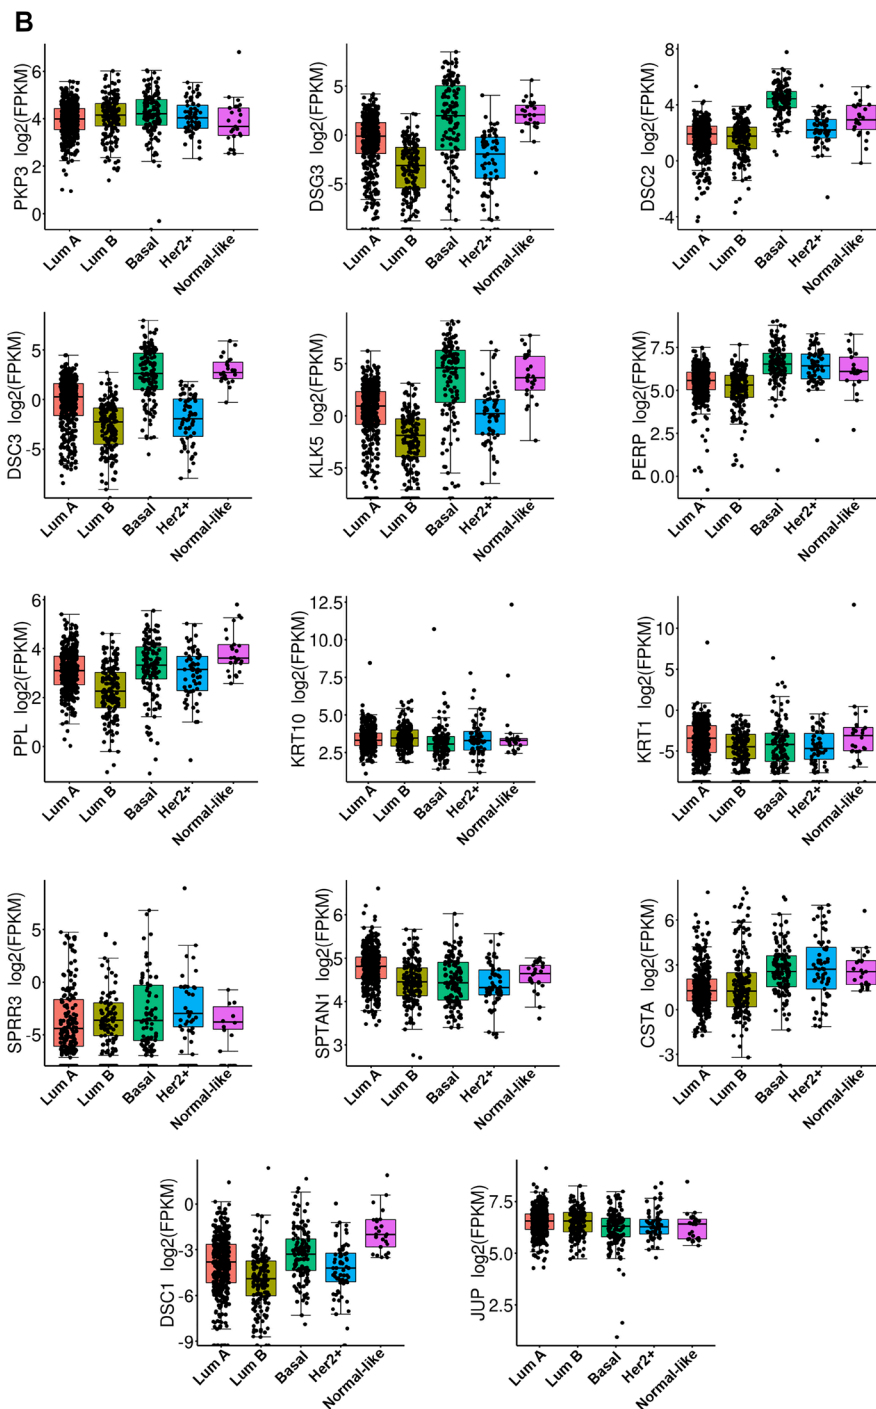 B
PKP3 log2(FPKM)
6
4
2
0
Lum A
Lum B
Basal
Her2+
Normal-like
DSG3 log2(FPKM)
5
0
-5
Lum A
Lum B
Basal
Her2+
Normal-like
DSC2 log2(FPKM)
8
4
0
-4
Lum A
Lum B
Basal
Her2+
Normal-like
DSC3 log2(FPKM)
5
0
-5
Lum A
Lum B
Basal
Her2+
Normal-like
KLK5 log2(FPKM)
5
0
-5
Lum A
Lum B
Basal
Her2+
Normal-like
PERP log2(FPKM)
7.5
5.0
2.5
0.0
Lum A
Lum B
Basal
Her2+
Normal-like
PPL log2(FPKM)
6
4
2
0
Lum A
Lum B
Basal
Her2+
Normal-like
KRT10 log2(FPKM)
12.5
10.0
7.5
5.0
2.5
Lum A
Lum B
Basal
Her2+
Normal-like
KRT1 log2(FPKM)
10
5
0
-5
Lum A
Lum B
Basal
Her2+
Normal-like
SPRR3 log2(FPKM)
5
0
-5
Lum A
Lum B
Basal
Her2+
Normal-like
SPTAN1 log2(FPKM)
6
5
4
3
Lum A
Lum B
Basal
Her2+
Normal-like
CSTA log2(FPKM)
6
3
0
-3
Lum A
Lum B
Basal
Her2+
Normal-like
DSC1 log2(FPKM)
0
-3
-6
-9
Lum A
Lum B
Basal
Her2+
Normal-like
JUP log2(FPKM)
7.5
5.0
2.5
Lum A
Lum B
Basal
Her2+
Normal-like